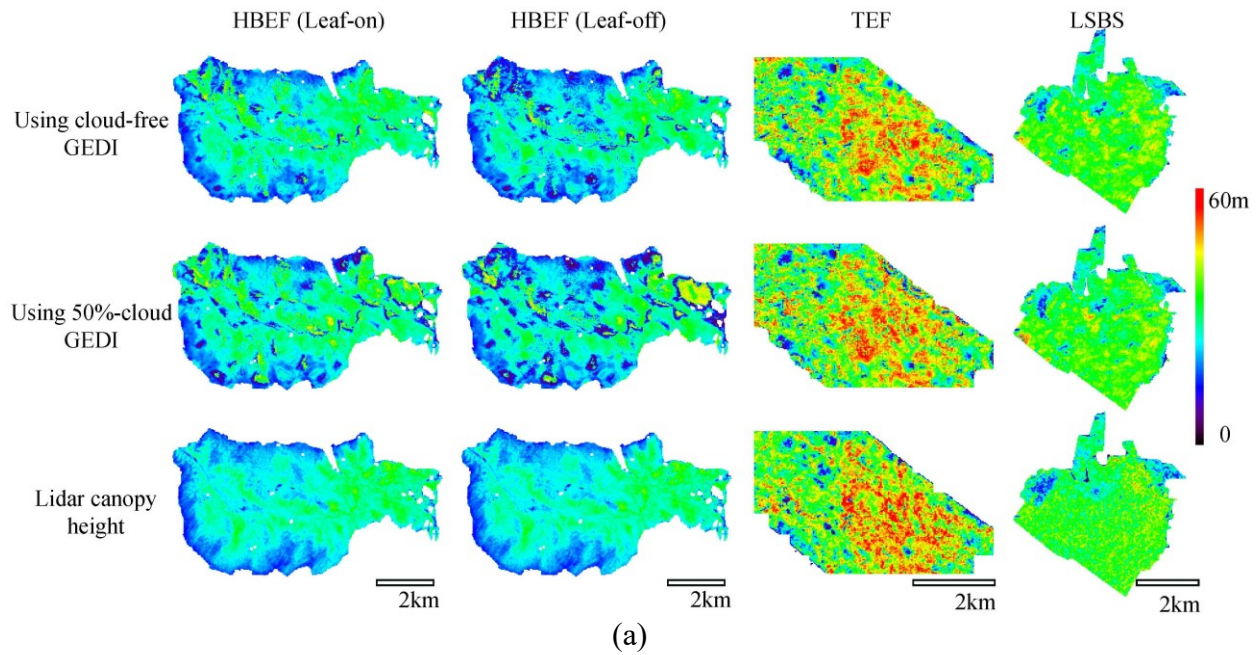 HBEF (Leaf-on) HBEF (Leaf-off) TEF LSBS
Using cloud-free
GEDI
60m
Using 50%-cloud
GEDI
0
Lidar canopy
height
2km 2km 2km 2km
(a)